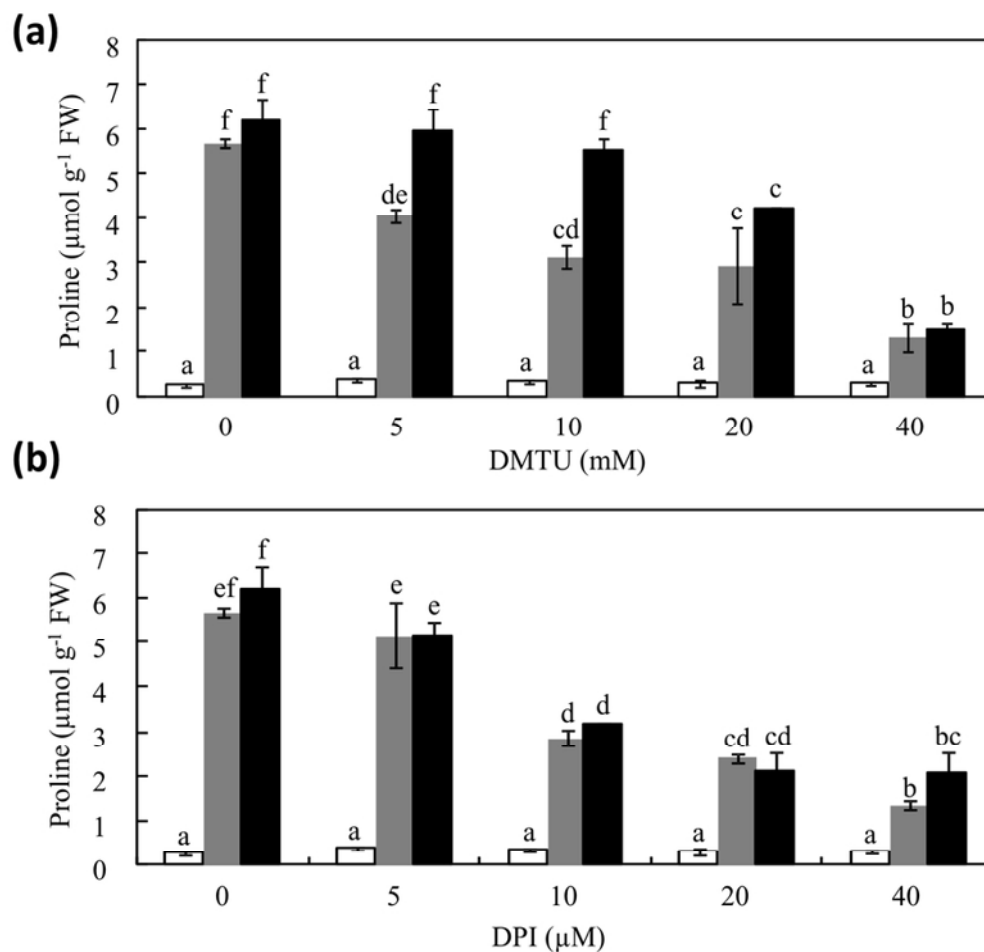 (a)
Proline (µmol g⁻¹ FW)
8
7
6
5
4
3
2
1
0
a f f
a de f
a cd f
a c c
a b b
0 5 10 20 40
DMTU (mM)
(b)
Proline (µmol g⁻¹ FW)
8
7
6
5
4
3
2
1
0
a ef f
a e e
a d d
a cd cd
a b bc
0 5 10 20 40
DPI (µM)